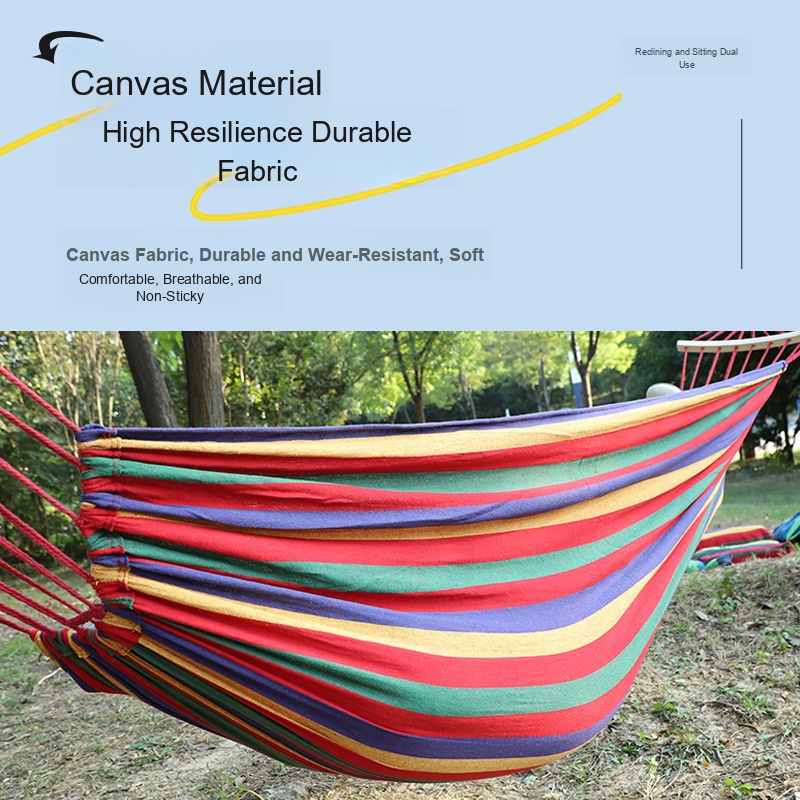 Reclining and Sitting Dual
Use
Canvas Material
High Resilience Durable
Fabric
Canvas Fabric, Durable and Wear-Resistant, Soft
Comfortable, Breathable, and
Non-Sticky